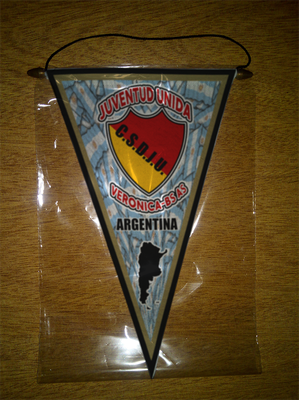 JUVENTUD UNIDA
C.S.D.J.U.
VERONICA-BS AS
ARGENTINA